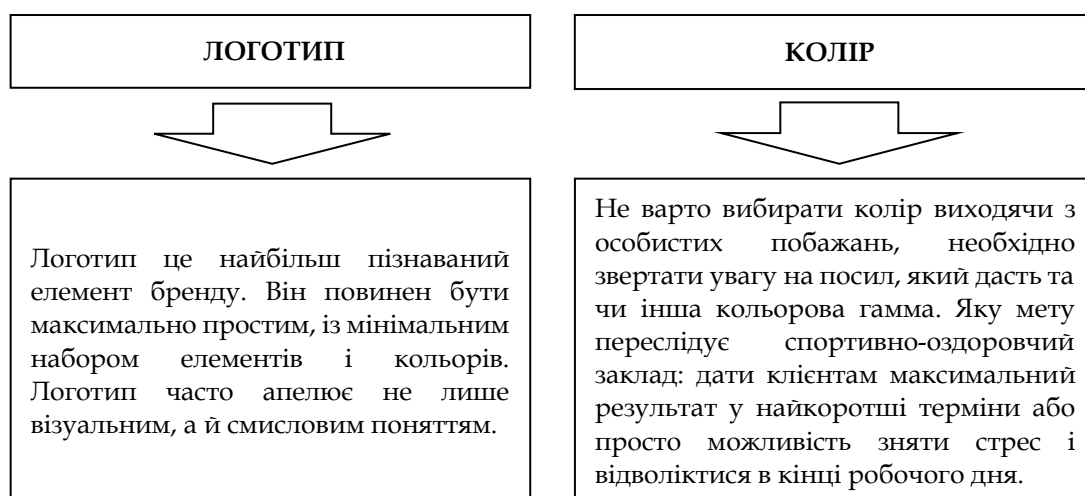 ЛОГОТИП
Логотип це найбільш пізнаваний
елемент бренду. Він повинен бути
максимально простим, із мінімальним
набором елементів і кольорів.
Логотип часто апелює не лише
візуальним, а й смисловим поняттям.
КОЛІР
Не варто вибирати колір виходячи з
особистих побажань, необхідно
звертати увагу на посил, який дасть та
чи інша кольорова гамма. Яку мету
переслідує спортивно-оздоровчий
заклад: дати клієнтам максимальний
результат у найкоротші терміни або
просто можливість зняти стрес і
відволіктися в кінці робочого дня.